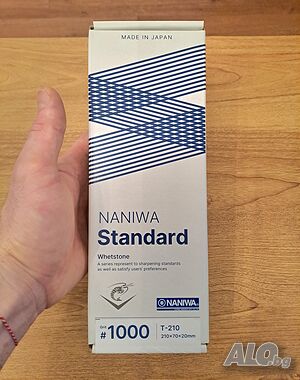 MADE IN JAPAN
NANIWA
Standard
Whetstone
A series represent to sharpening standards
as well as satisfy users' preferences
NANIWA
Grit
#1000
T-210
210×70×20mm
ALO.bg